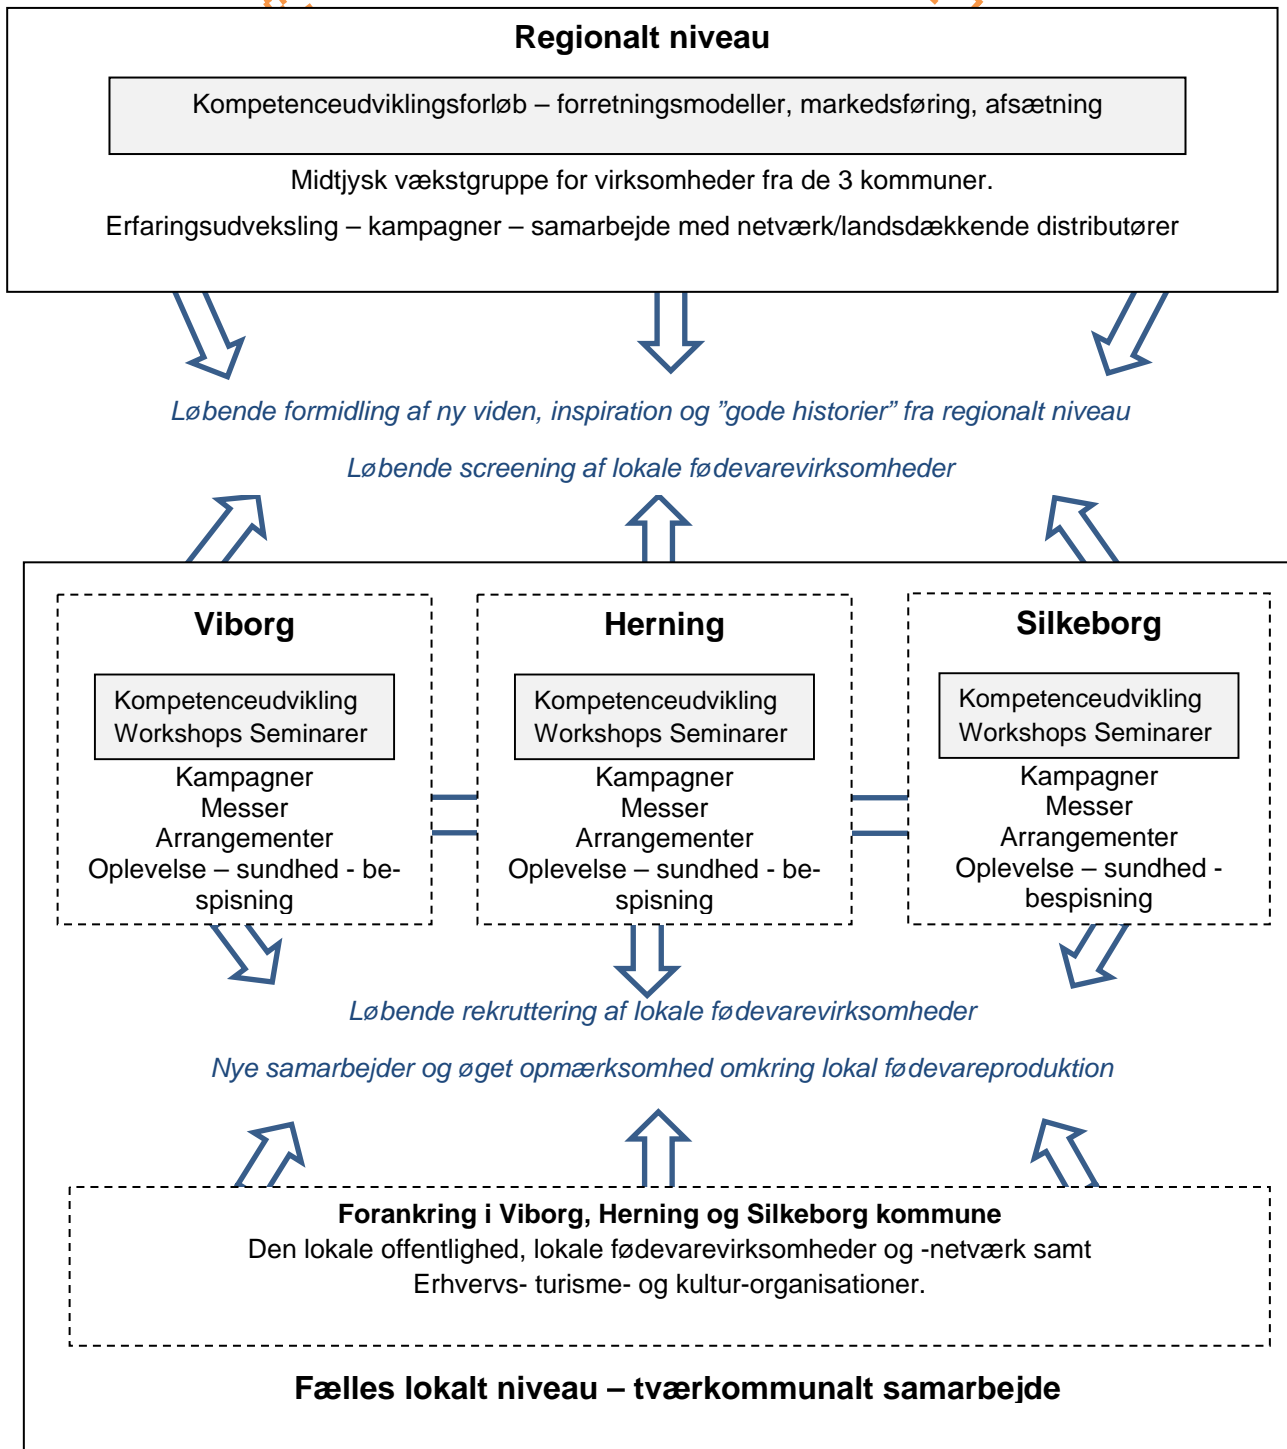 Regionalt niveau
Kompetenceudviklingsforløb – forretningsmodeller, markedsføring, afsætning
Midtjysk vækstgruppe for virksomheder fra de 3 kommuner.
Erfaringsudveksling – kampagner – samarbejde med netværk/landsdækkende distributører
Løbende formidling af ny viden, inspiration og ”gode historier” fra regionalt niveau
Løbende screening af lokale fødevarevirksomheder
Viborg
Kompetenceudvikling
Workshops Seminarer
Kampagner
Messer
Arrangementer
Oplevelse – sundhed - be-
spisning
Herning
Kompetenceudvikling
Workshops Seminarer
Kampagner
Messer
Arrangementer
Oplevelse – sundhed - be-
spisning
Silkeborg
Kompetenceudvikling
Workshops Seminarer
Kampagner
Messer
Arrangementer
Oplevelse – sundhed -
bespisning
Løbende rekruttering af lokale fødevarevirksomheder
Nye samarbejder og øget opmærksomhed omkring lokal fødevareproduktion
Forankring i Viborg, Herning og Silkeborg kommune
Den lokale offentlighed, lokale fødevarevirksomheder og -netværk samt
Erhvervs- turisme- og kultur-organisationer.
Fælles lokalt niveau – tværkommunalt samarbejde